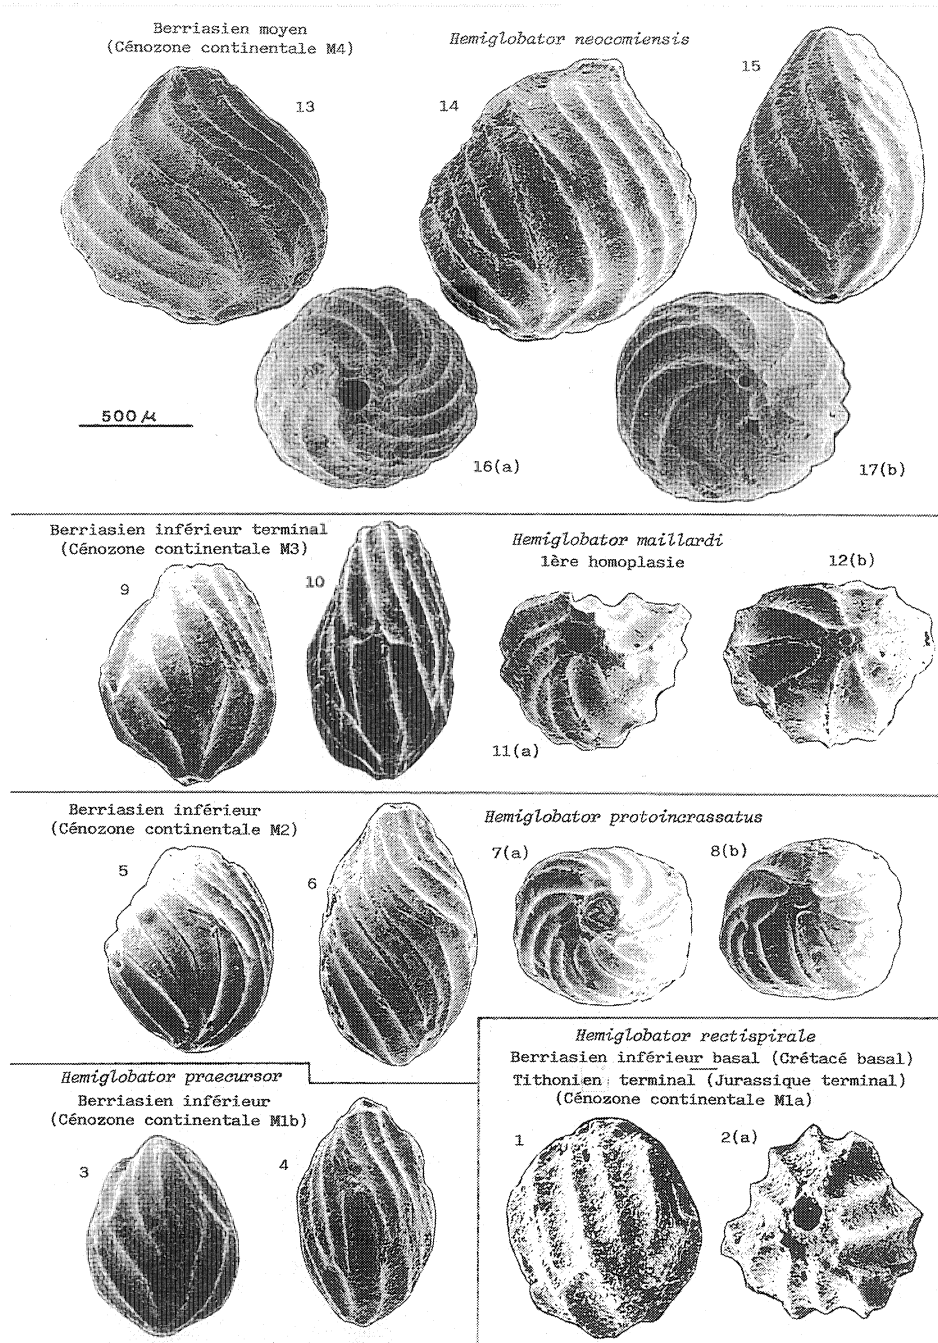 Berriasien moyen
(Cénozone continentale M4)
Hemiglobator neocomiensis
13
14
15
500 μ
16(a)
17(b)
Berriasien inférieur terminal
(Cénozone continentale M3)
Hemiglobator maillardi
1ère homoplasie
9
10
11(a)
12(b)
Berriasien inférieur
(Cénozone continentale M2)
Hemiglobator protoincrassatus
5
6
7(a)
8(b)
Hemiglobator praecursor
Berriasien inférieur
(Cénozone continentale M1b)
3
4
Hemiglobator rectispirale
Berriasien inférieur basal (Crétacé basal)
Tithonien terminal (Jurassique terminal)
(Cénozone continentale M1a)
1
2(a)